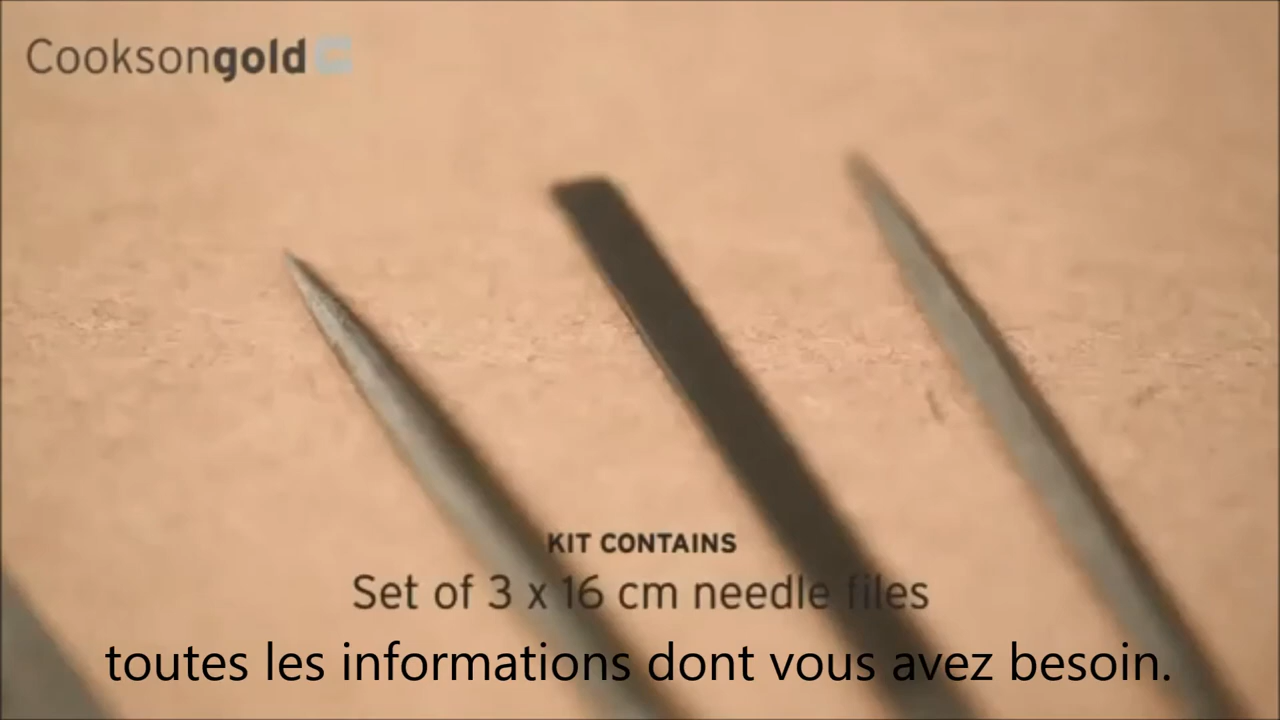 Cooksongold
KIT CONTAINS
Set of 3 x 16 cm needle files
toutes les informations dont vous avez besoin.